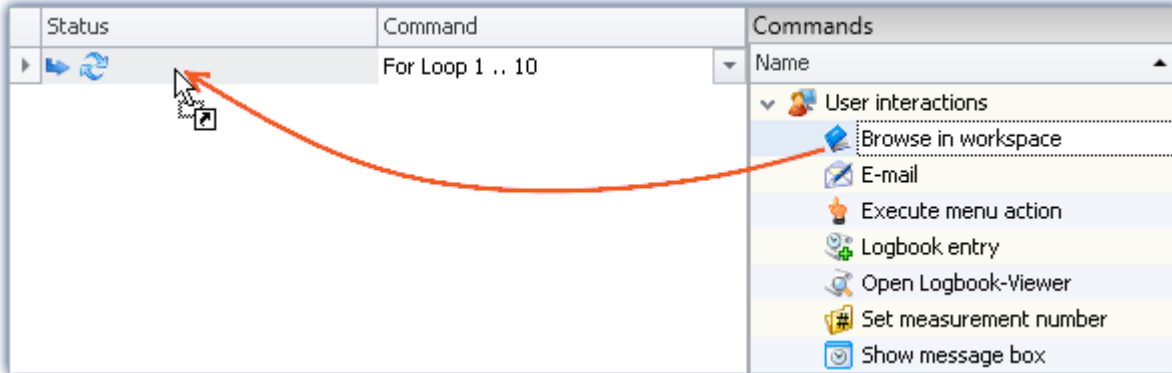 Status Command Commands
For Loop 1 .. 10 Name
User interactions
Browse in workspace
E-mail
Execute menu action
Logbook entry
Open Logbook-Viewer
Set measurement number
Show message box